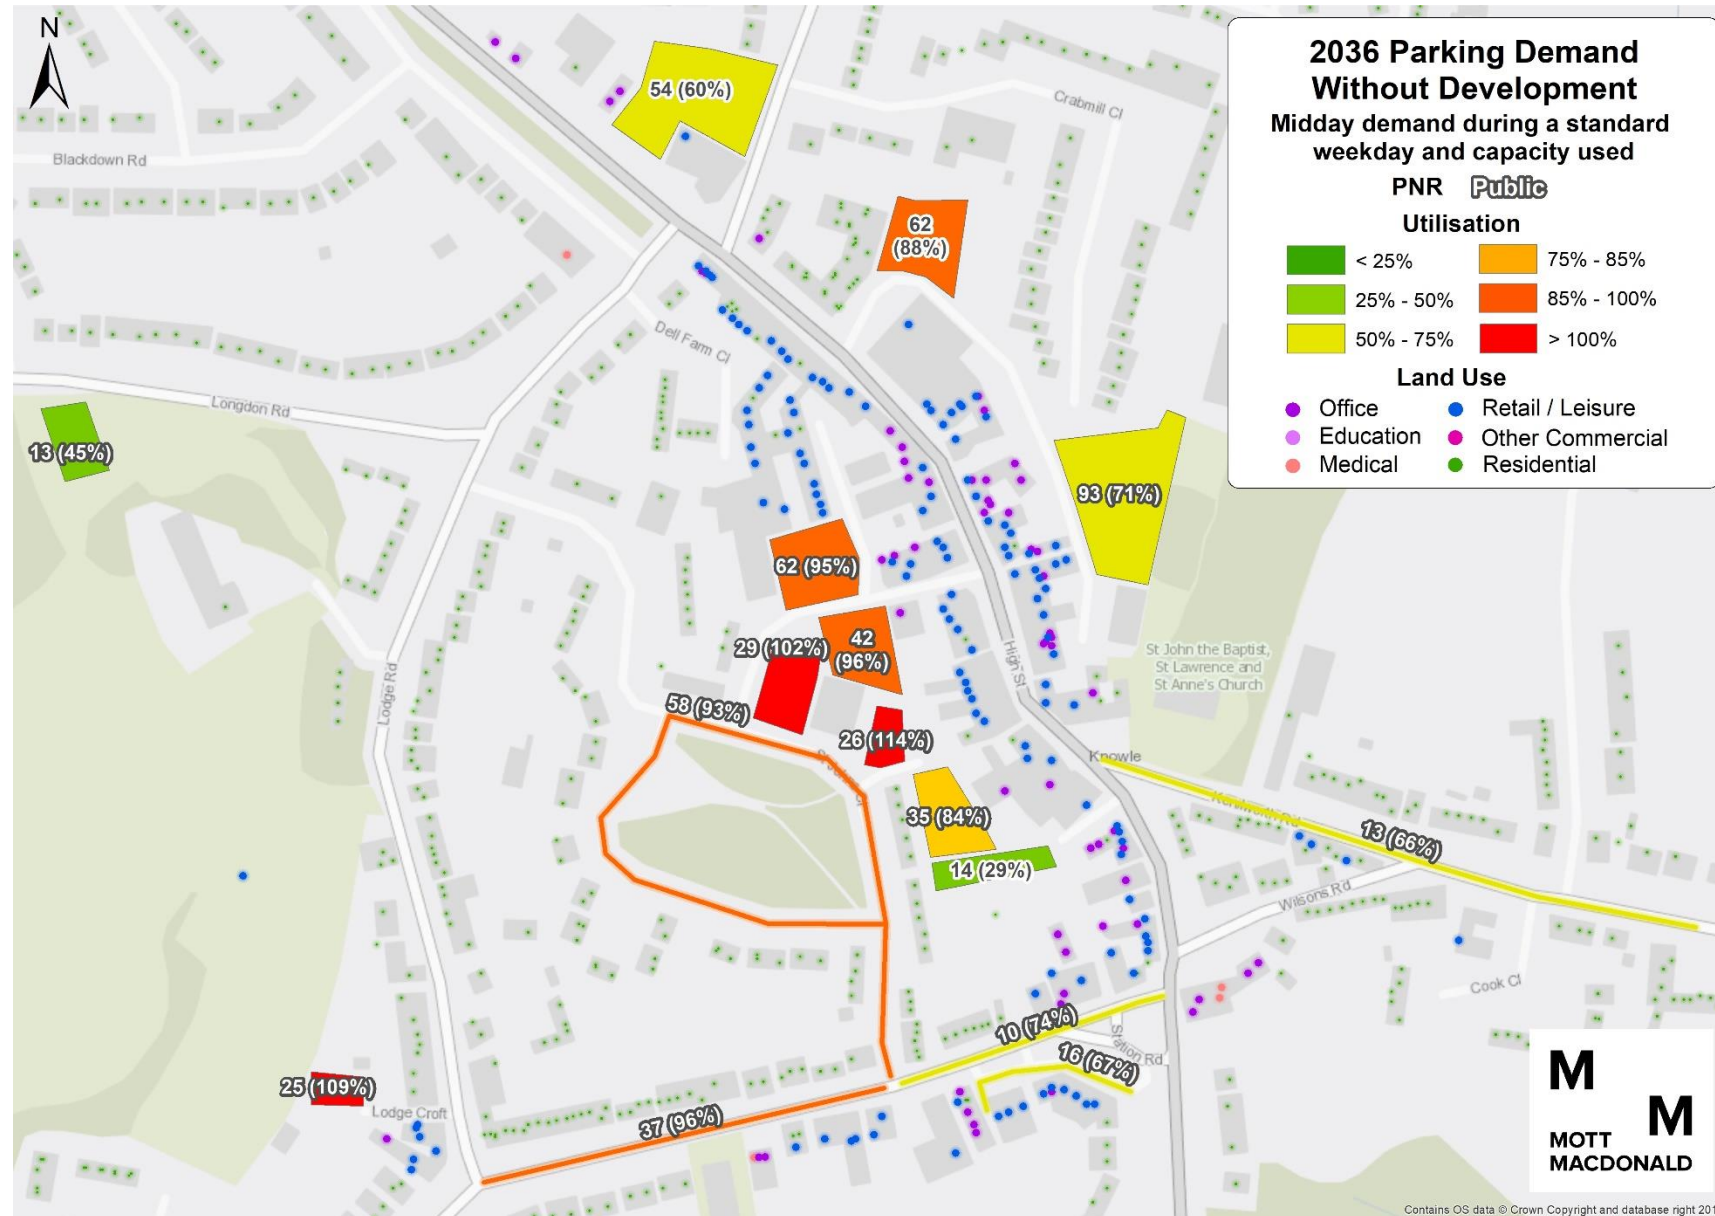 N
2036 Parking Demand
Without Development
Midday demand during a standard
weekday and capacity used
PNR Public
Utilisation
< 25% 75% - 85%
25% - 50% 85% - 100%
50% - 75% > 100%
Land Use
Office Retail / Leisure
Education Other Commercial
Medical Residential
54 (60%)
Crabmill Cl
Blackdown Rd
62
(88%)
Dell Farm Cl
Longdon Rd
13 (45%)
93 (71%)
62 (95%)
42
(96%)
29 (102%)
High St
St John the Baptist,
St Lawrence and
St Anne's Church
Lodge Rd
58 (93%)
26 (114%)
Knowle
Kenilworth Rd
13 (66%)
35 (84%)
14 (29%)
Wilsons Rd
Cook Cl
10 (74%)
Station Rd
16 (67%)
25 (109%)
Lodge Croft
37 (96%)
M
M
MOTT
MACDONALD
Contains OS data © Crown Copyright and database right 201